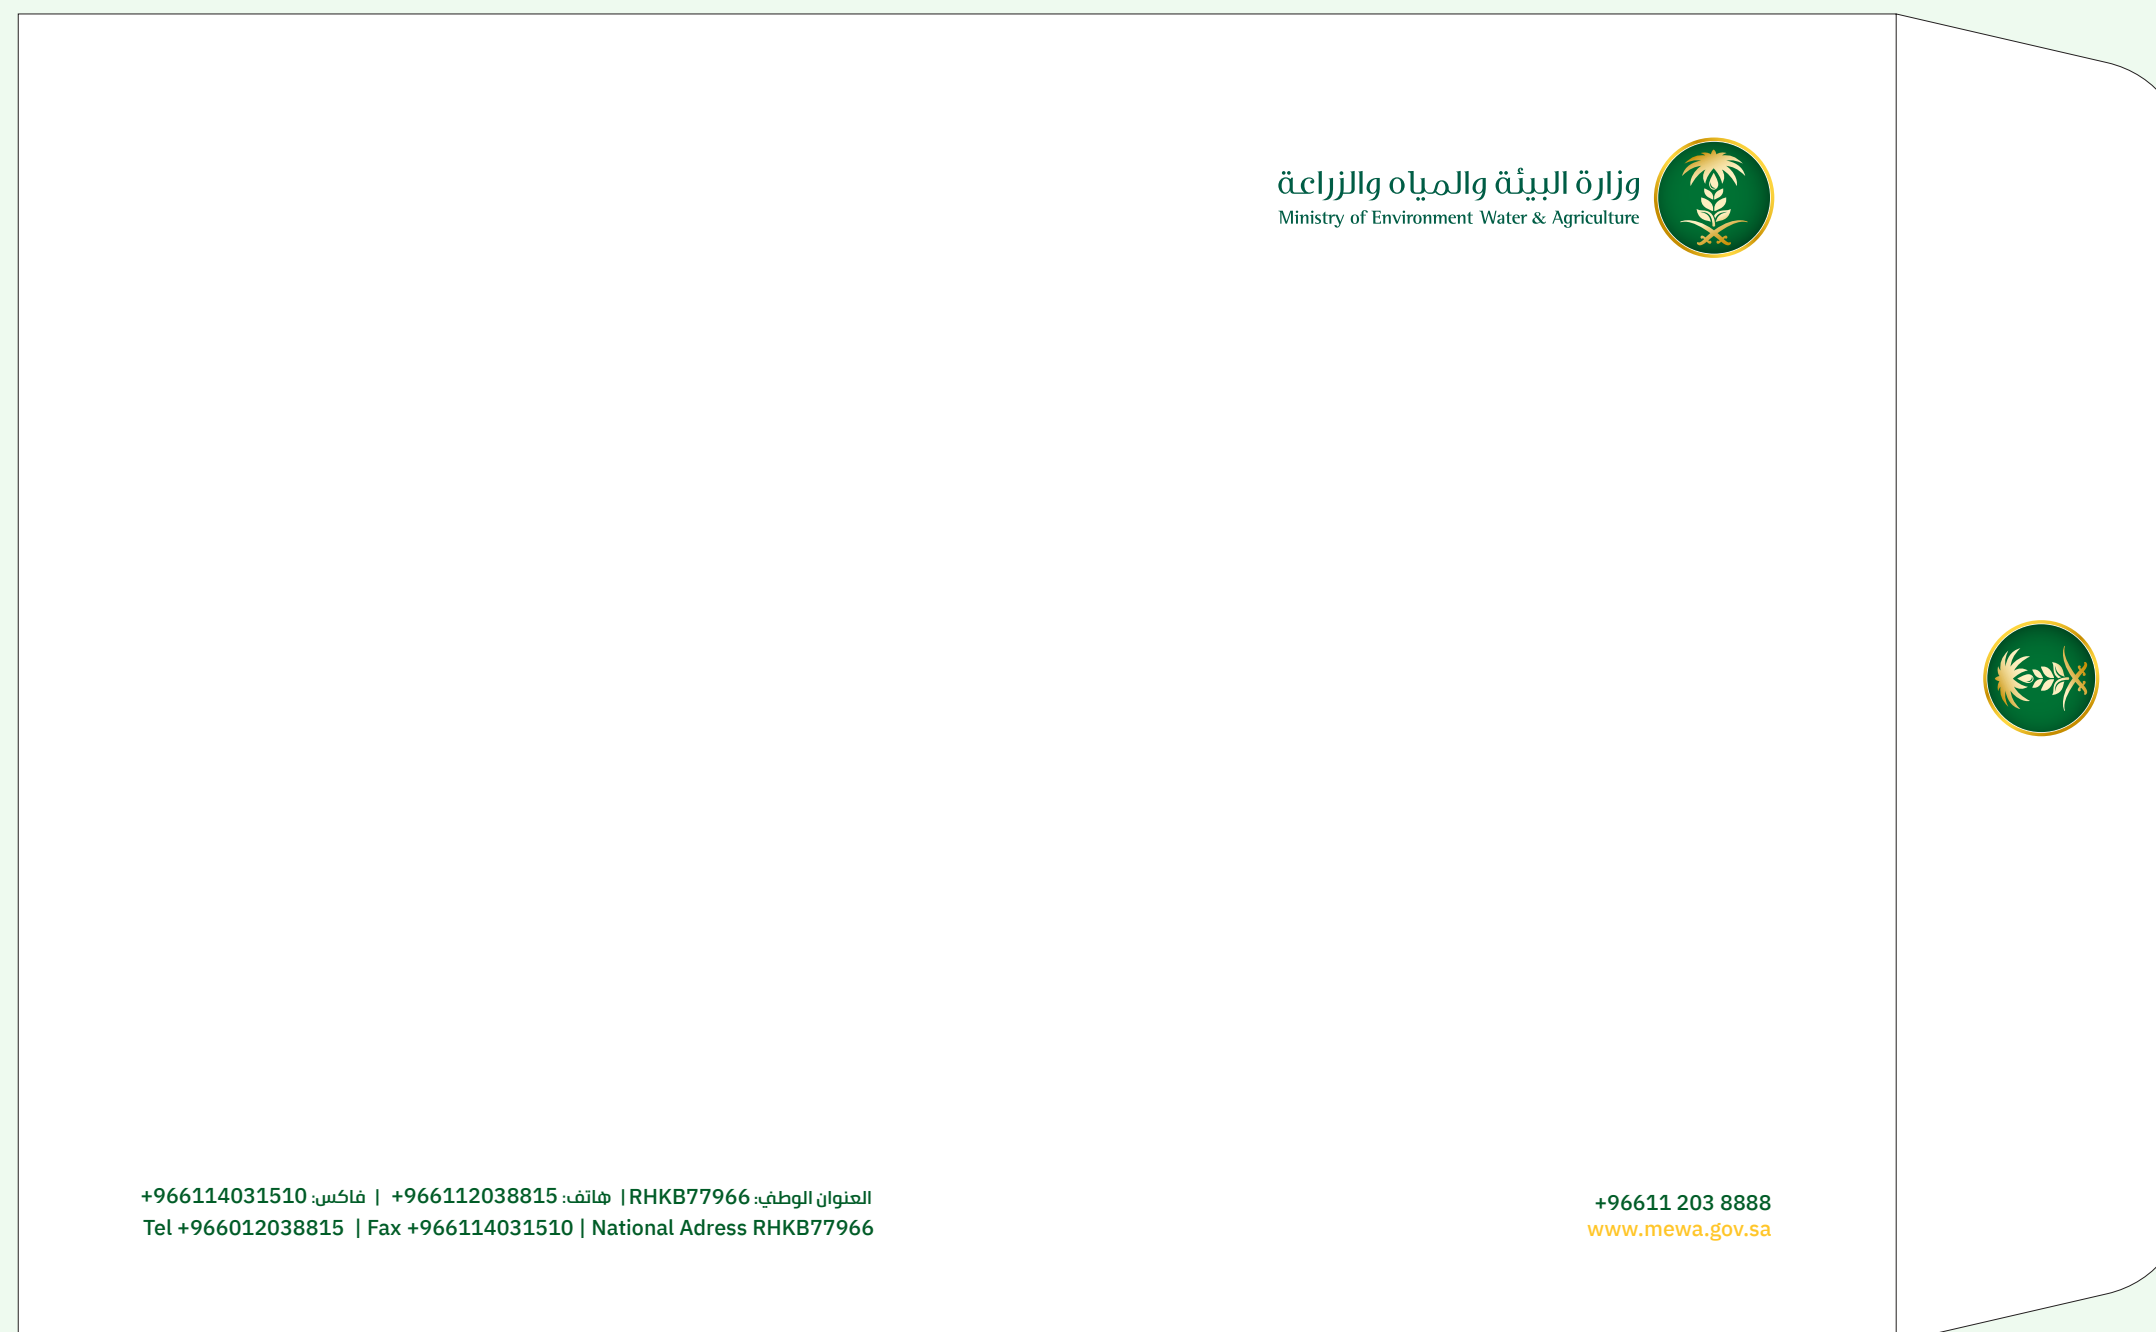 وزارة البيئة والمياه والزراعة
Ministry of Environment Water & Agriculture
العنوان الوطني: RHKB77966 | هاتف: 966112038815+ | فاكس: 966114031510+
Tel +966012038815 | Fax +966114031510 | National Adress RHKB77966
+96611 203 8888
www.mewa.gov.sa